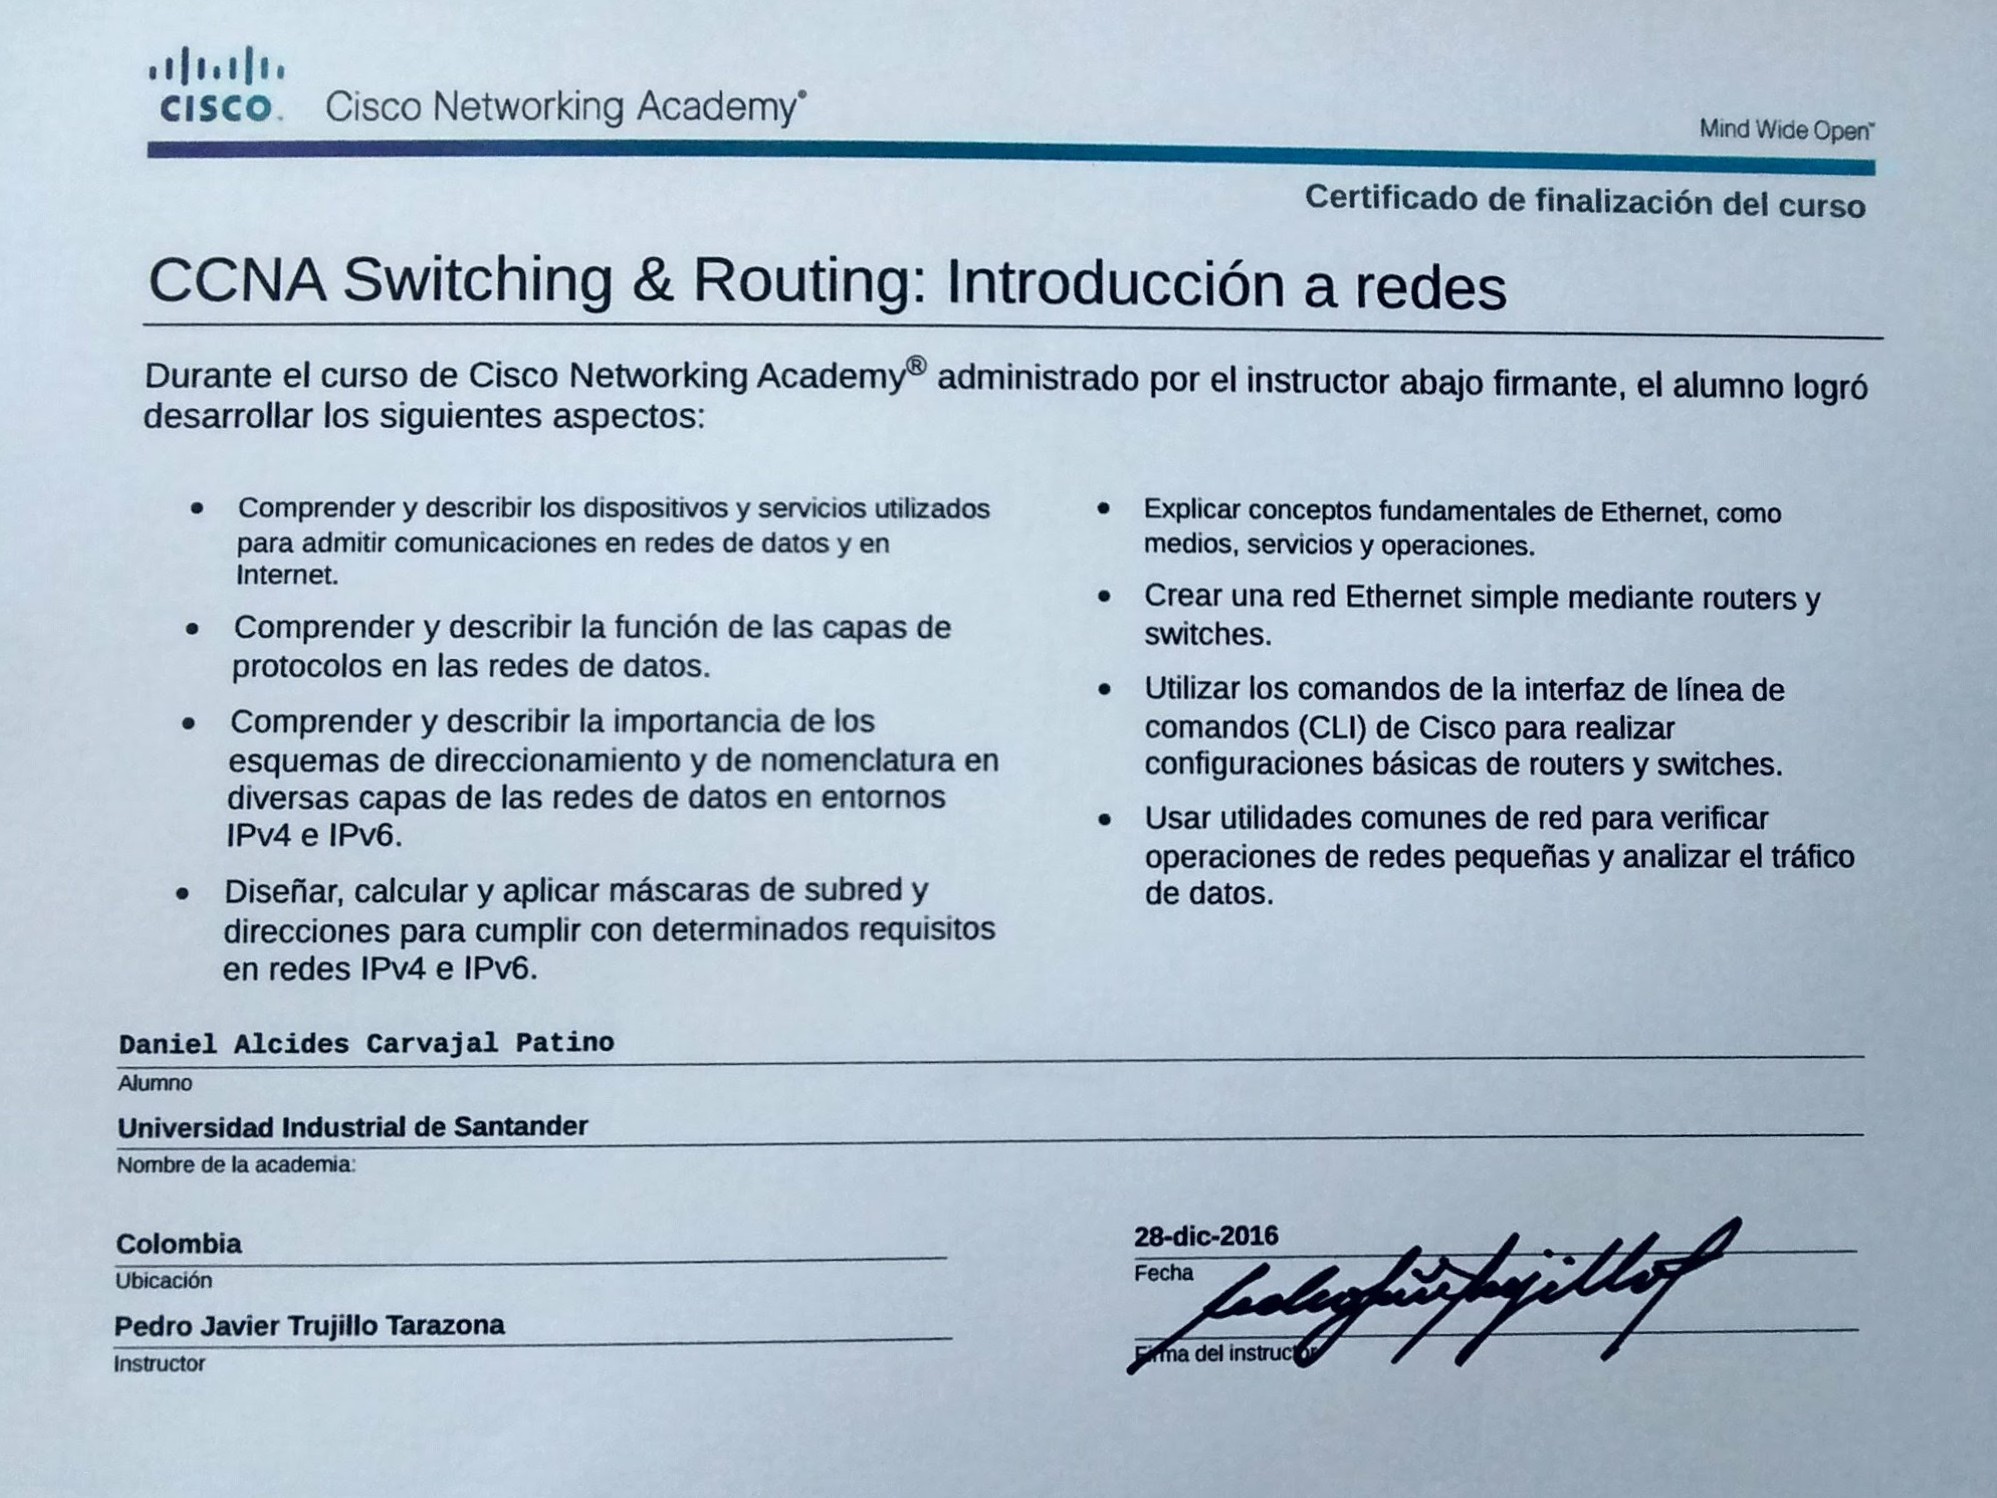 CISCO. Cisco Networking Academy®
Mind Wide Open™
Certificado de finalización del curso
CCNA Switching & Routing: Introducción a redes
Durante el curso de Cisco Networking Academy® administrado por el instructor abajo firmante, el alumno logró
desarrollar los siguientes aspectos:
• Comprender y describir los dispositivos y servicios utilizados
para admitir comunicaciones en redes de datos y en
Internet.
• Comprender y describir la función de las capas de
protocolos en las redes de datos.
• Comprender y describir la importancia de los
esquemas de direccionamiento y de nomenclatura en
diversas capas de las redes de datos en entornos
IPv4 e IPv6.
• Diseñar, calcular y aplicar máscaras de subred y
direcciones para cumplir con determinados requisitos
en redes IPv4 e IPv6.
• Explicar conceptos fundamentales de Ethernet, como
medios, servicios y operaciones.
• Crear una red Ethernet simple mediante routers y
switches.
• Utilizar los comandos de la interfaz de línea de
comandos (CLI) de Cisco para realizar
configuraciones básicas de routers y switches.
• Usar utilidades comunes de red para verificar
operaciones de redes pequeñas y analizar el tráfico
de datos.
Daniel Alcides Carvajal Patino
Alumno
Universidad Industrial de Santander
Nombre de la academia:
Colombia
Ubicación
Pedro Javier Trujillo Tarazona
Instructor
28-dic-2016
Fecha
Firma del instructor